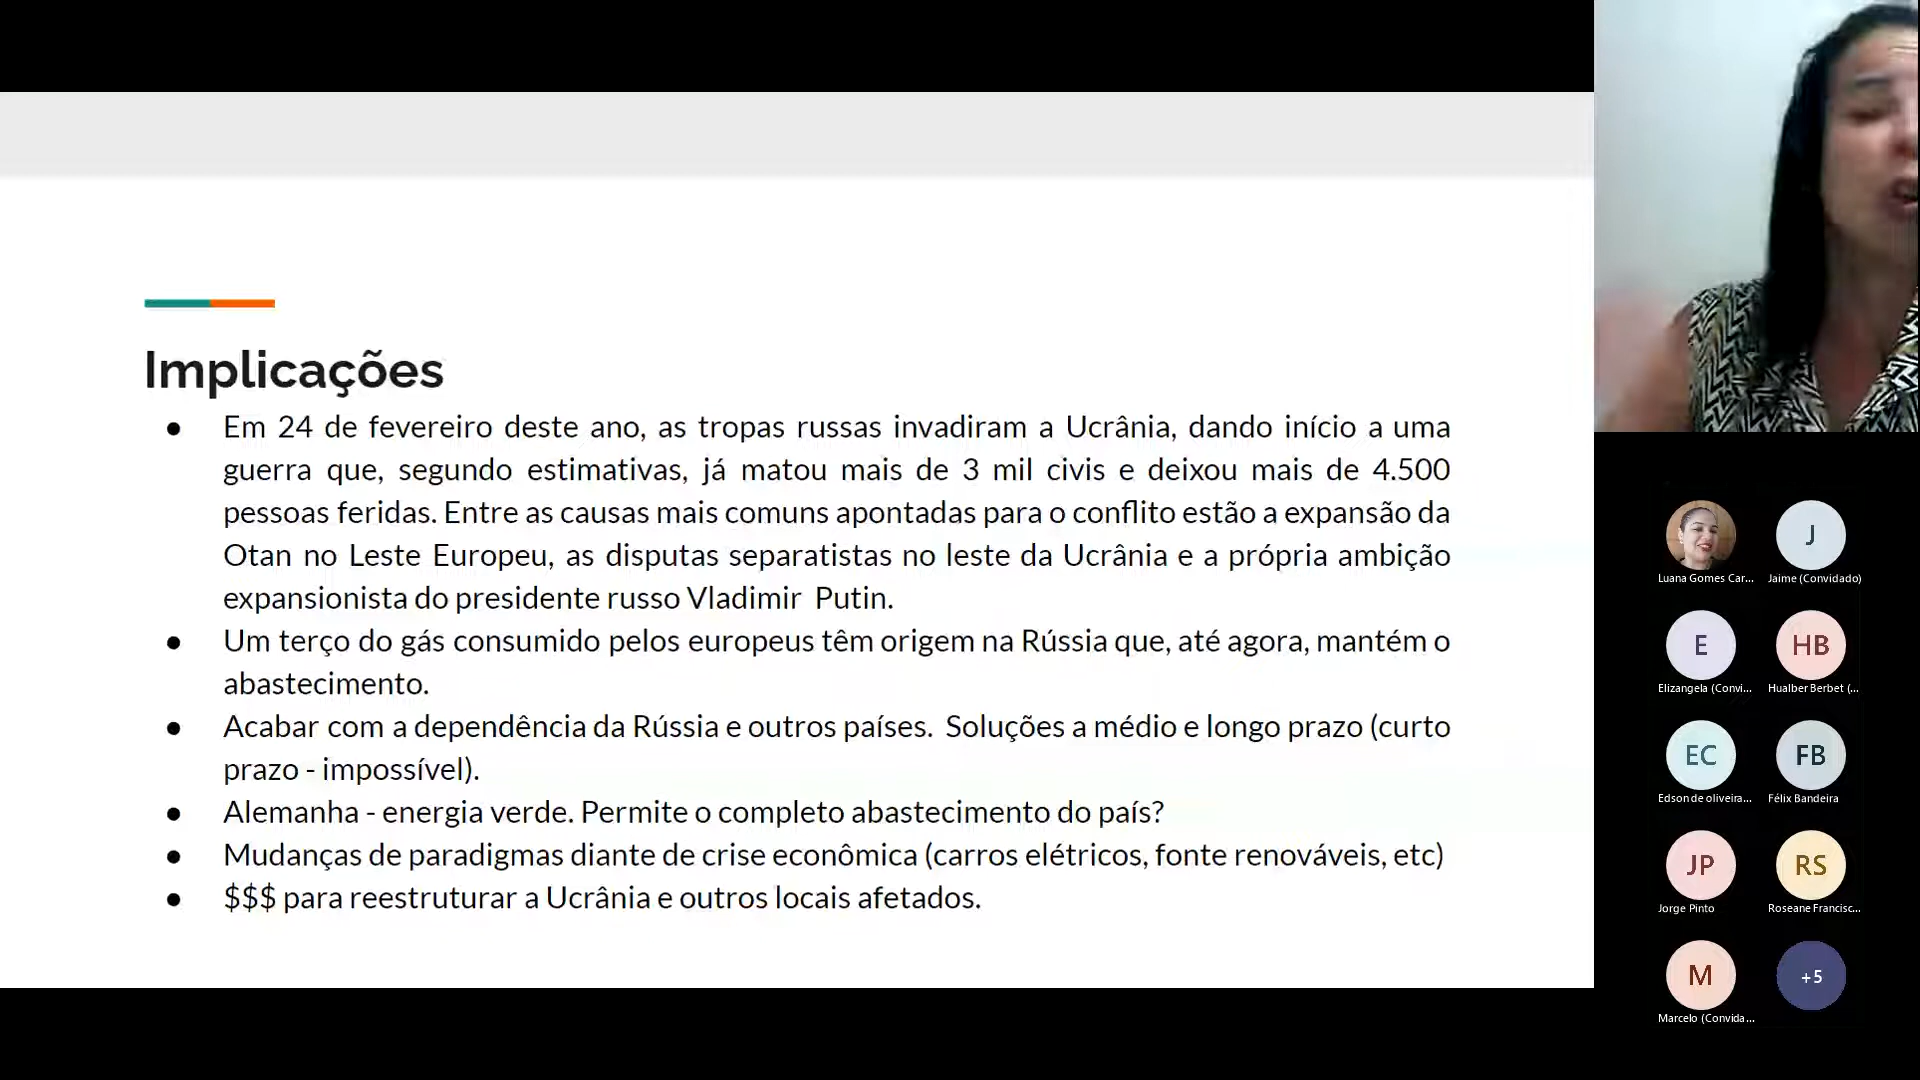 Implicações
● Em 24 de fevereiro deste ano, as tropas russas invadiram a Ucrânia, dando início a uma
guerra que, segundo estimativas, já matou mais de 3 mil civis e deixou mais de 4.500
pessoas feridas. Entre as causas mais comuns apontadas para o conflito estão a expansão da
Otan no Leste Europeu, as disputas separatistas no leste da Ucrânia e a própria ambição
expansionista do presidente russo Vladimir Putin.
● Um terço do gás consumido pelos europeus têm origem na Rússia que, até agora, mantém o
abastecimento.
● Acabar com a dependência da Rússia e outros países. Soluções a médio e longo prazo (curto
prazo - impossível).
● Alemanha - energia verde. Permite o completo abastecimento do país?
● Mudanças de paradigmas diante de crise econômica (carros elétricos, fonte renováveis, etc)
● $$$ para reestruturar a Ucrânia e outros locais afetados.
J
Luana Gomes Car... Jaime (Convidado)
E HB
Elizangela (Convi... Hualber Berbet (...
EC FB
Edson de oliveira... Félix Bandeira
JP RS
Jorge Pinto Roseane Francisc...
M +5
Marcelo (Convida...